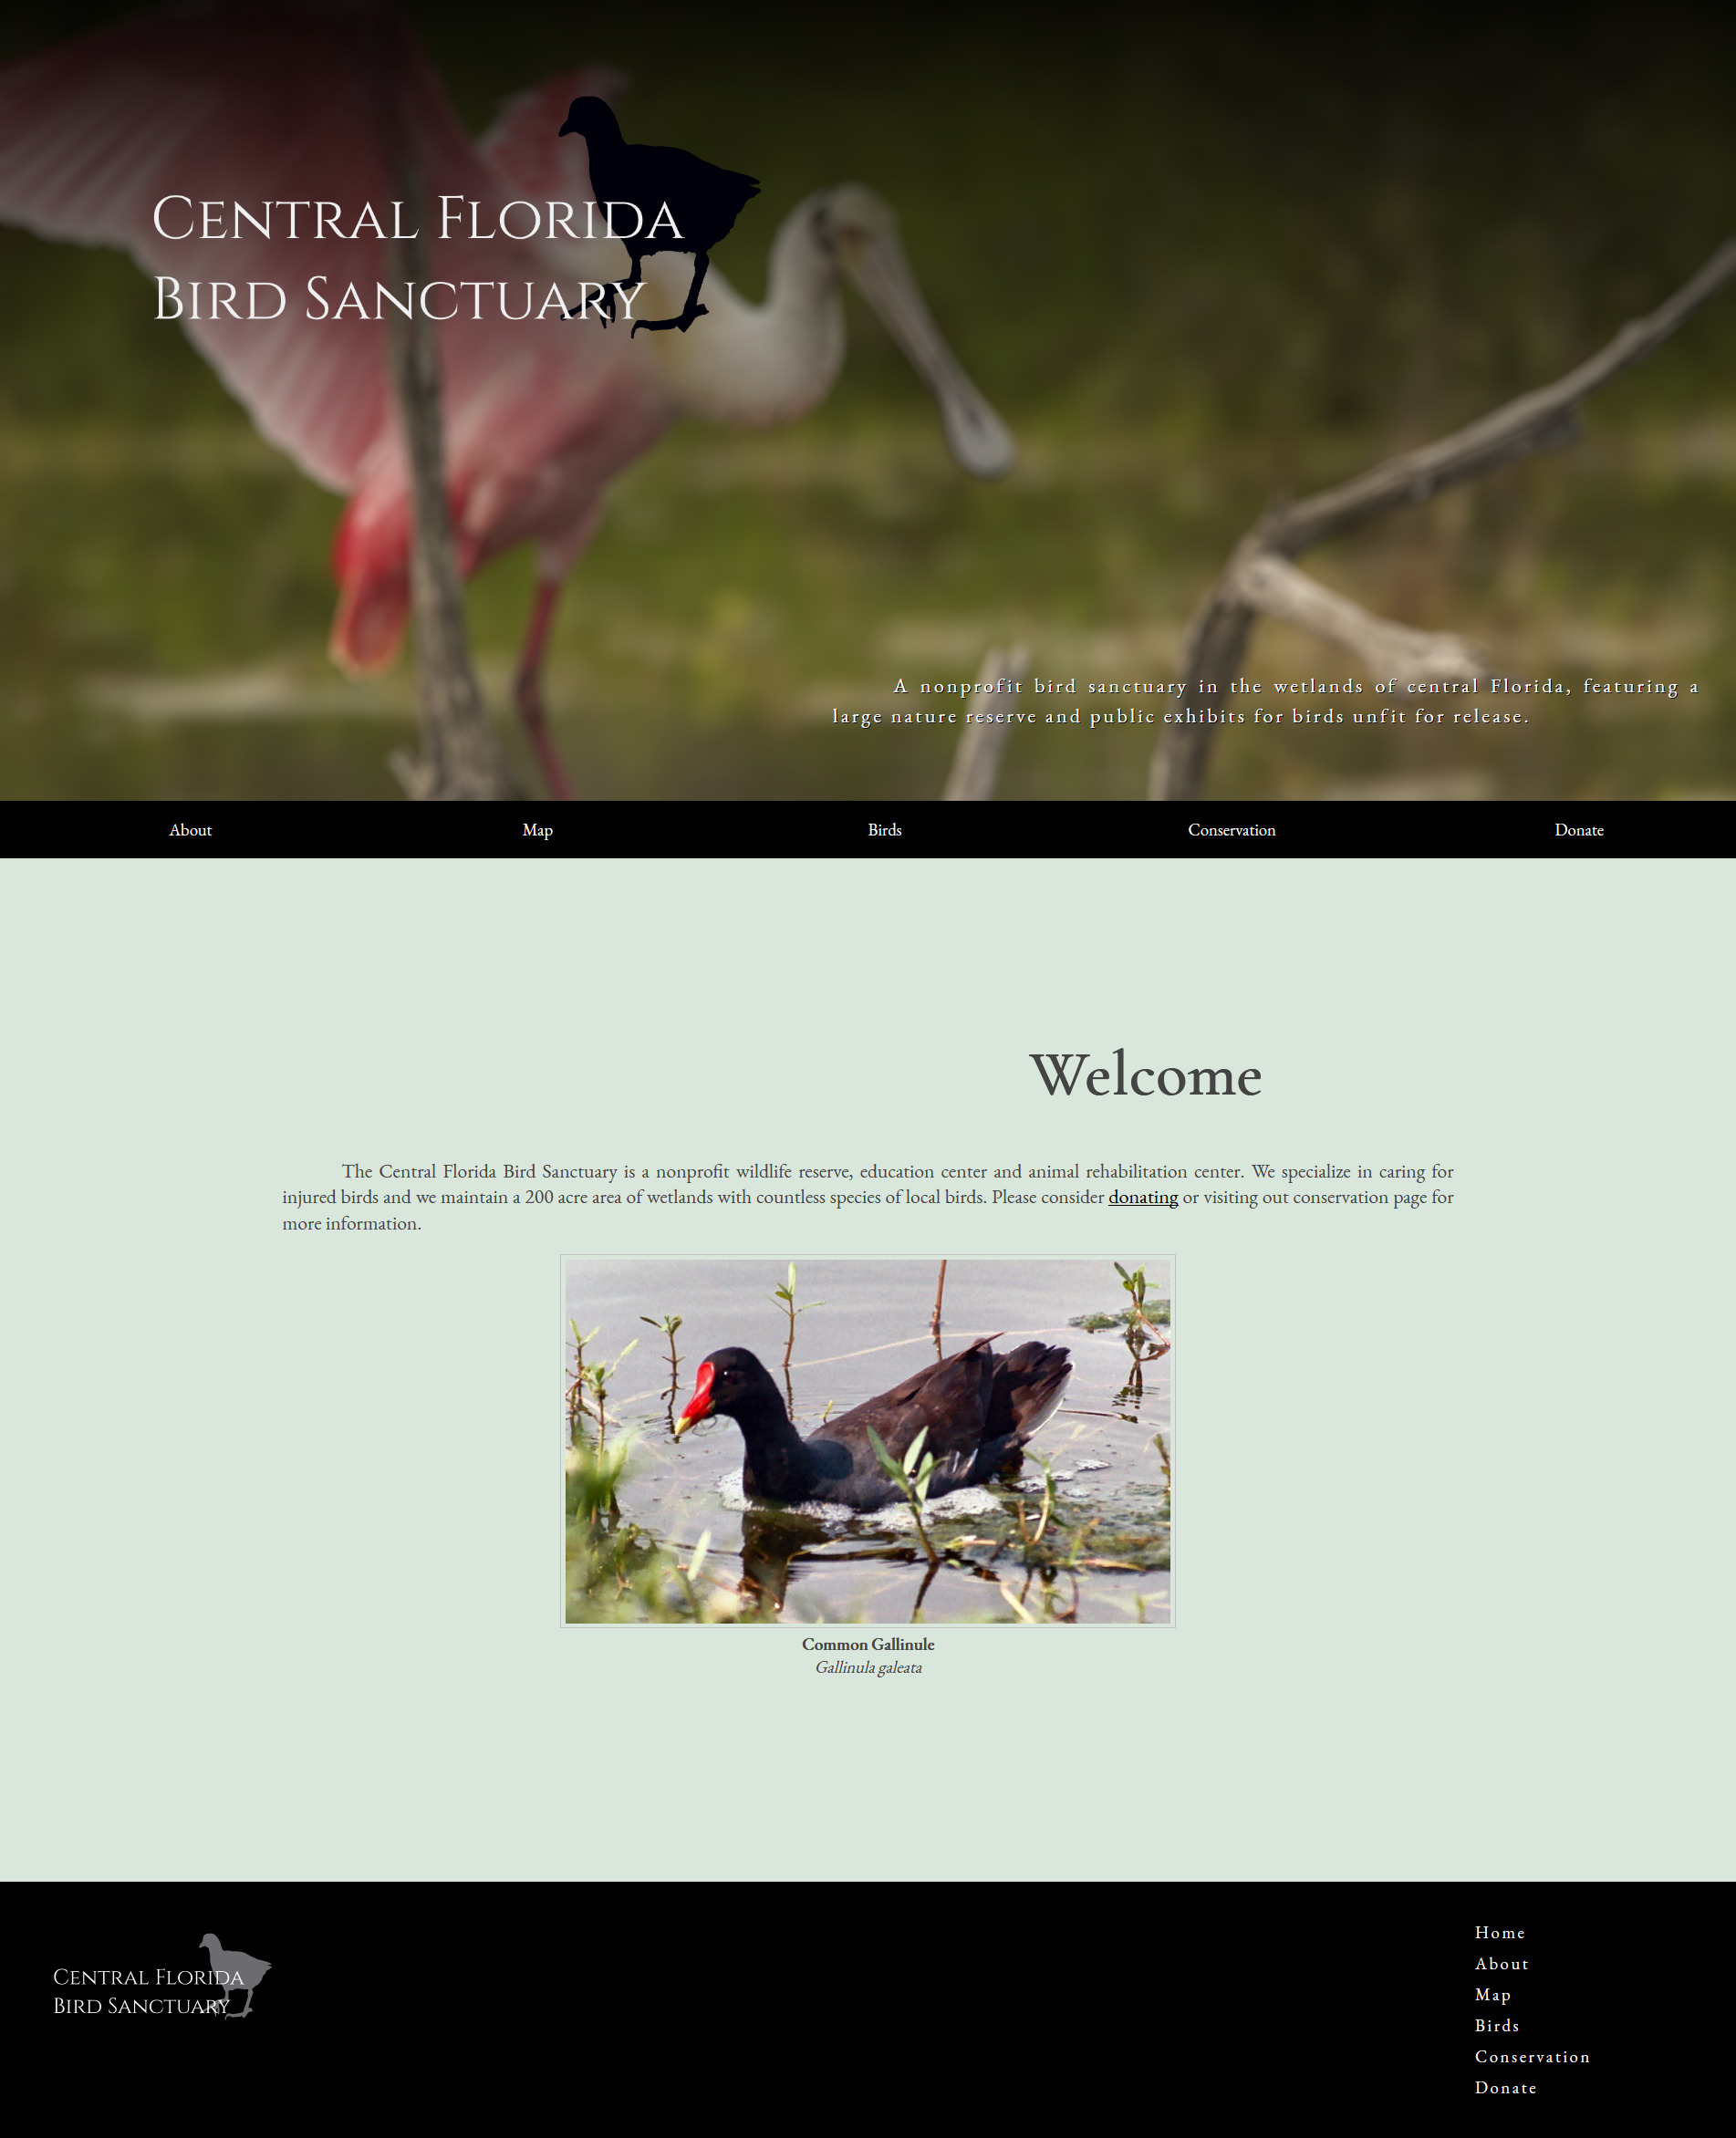 Central Florida
Bird Sanctuary
A nonprofit bird sanctuary in the wetlands of central Florida, featuring a
large nature reserve and public exhibits for birds unfit for release.
About Map Birds Conservation Donate
Welcome
The Central Florida Bird Sanctuary is a nonprofit wildlife reserve, education center and animal rehabilitation center. We specialize in caring for
injured birds and we maintain a 200 acre area of wetlands with countless species of local birds. Please consider donating or visiting out conservation page for
more information.
Common Gallinule
Gallinula galeata
Central Florida
Bird Sanctuary
Home
About
Map
Birds
Conservation
Donate